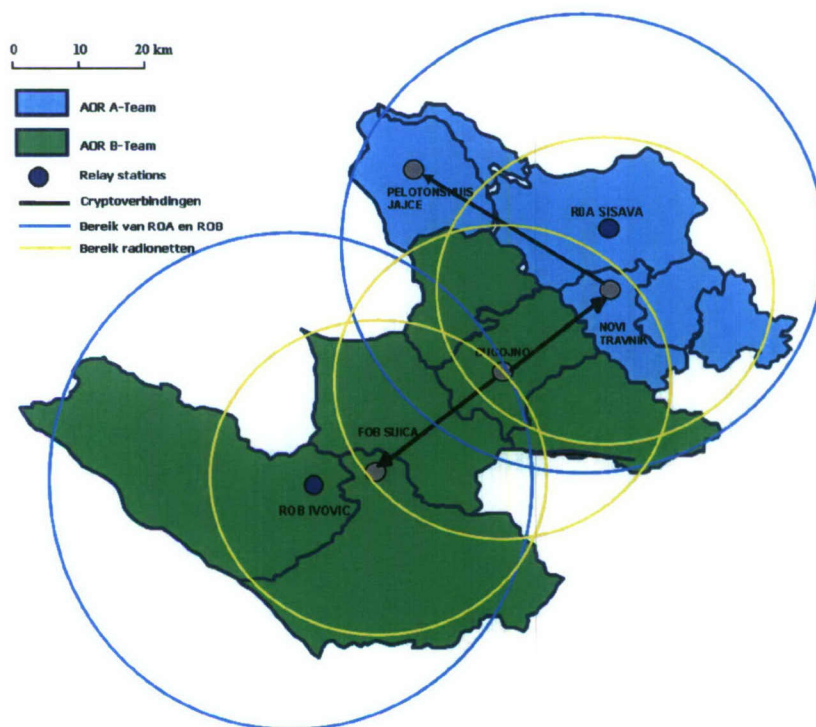 0 10 20 km
AOR A-Team
AOR B-Team
Relay stations
Cryptoverbindingen
Bereik van ROA en ROB
Bereik radionetten
PELOTONSHUIS
JAJCE
ROA SISAVA
NOVI
TRAVNIK
BUGOJNO
FOB SUICA
ROB IVOVIC